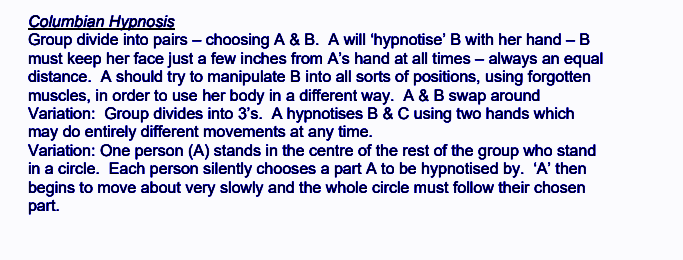 Columbian Hypnosis
Group divide into pairs – choosing A & B.  A will ‘hypnotise’ B with her hand – B
must keep her face just a few inches from A’s hand at all times – always an equal
distance.  A should try to manipulate B into all sorts of positions, using forgotten
muscles, in order to use her body in a different way.  A & B swap around
Variation:  Group divides into 3’s.  A hypnotises B & C using two hands which
may do entirely different movements at any time.
Variation: One person (A) stands in the centre of the rest of the group who stand
in a circle.  Each person silently chooses a part A to be hypnotised by.  ‘A’ then
begins to move about very slowly and the whole circle must follow their chosen
part.